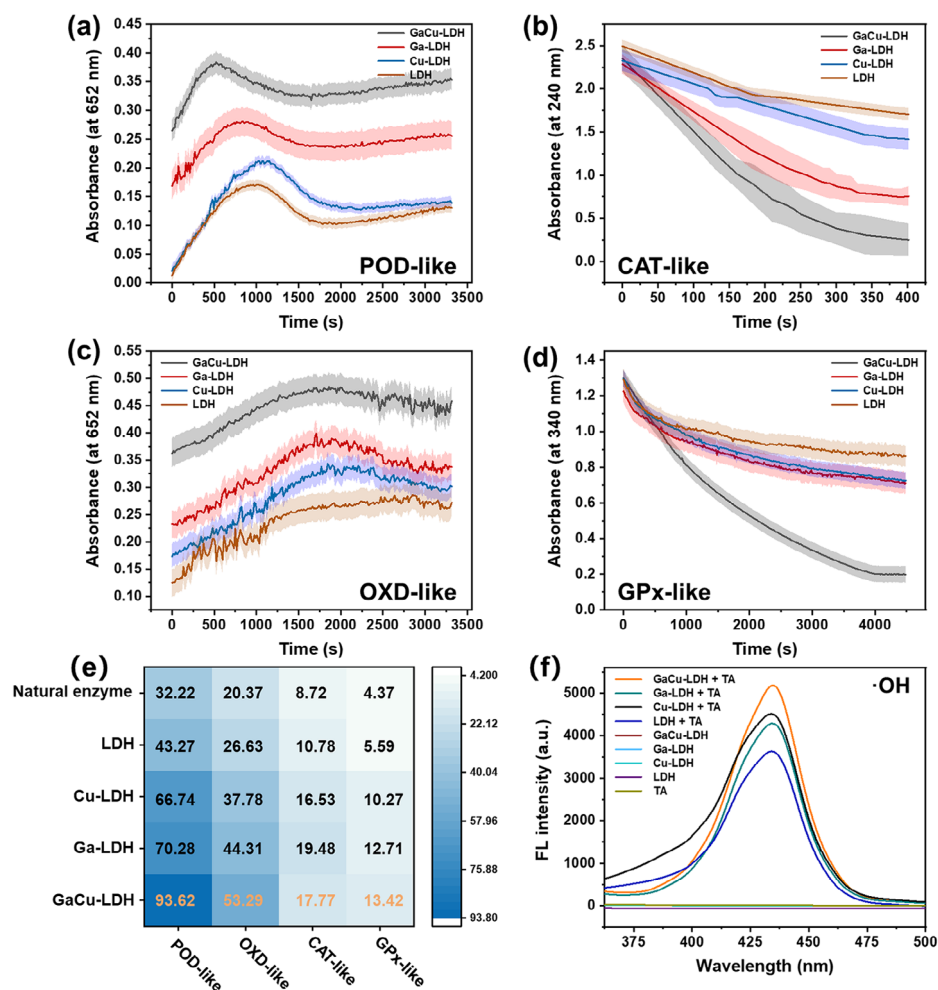 (a)
GaCu-LDH
Ga-LDH
Cu-LDH
LDH
0.45
0.40
0.35
0.30
0.25
0.20
0.15
0.10
0.05
0.00
Absorbance (at 652 nm)
POD-like
0 500 1000 1500 2000 2500 3000 3500
Time (s)
(b)
GaCu-LDH
Ga-LDH
Cu-LDH
LDH
2.5
2.0
1.5
1.0
0.5
0.0
Absorbance (at 240 nm)
CAT-like
0 50 100 150 200 250 300 350 400
Time (s)
(c)
GaCu-LDH
Ga-LDH
Cu-LDH
LDH
0.55
0.50
0.45
0.40
0.35
0.30
0.25
0.20
0.15
0.10
Absorbance (at 652 nm)
OXD-like
0 500 1000 1500 2000 2500 3000 3500
Time (s)
(d)
GaCu-LDH
Ga-LDH
Cu-LDH
LDH
1.4
1.2
1.0
0.8
0.6
0.4
0.2
0.0
Absorbance (at 340 nm)
GPx-like
0 1000 2000 3000 4000
Time (s)
(e)
Natural enzyme 32.22 20.37 8.72 4.37
LDH 43.27 26.63 10.78 5.59
Cu-LDH 66.74 37.78 16.53 10.27
Ga-LDH 70.28 44.31 19.48 12.71
GaCu-LDH 93.62 53.29 17.77 13.42
POD-like OXD-like CAT-like GPx-like
4.200
22.12
40.04
57.96
75.88
93.80
(f)
·OH
GaCu-LDH + TA
Ga-LDH + TA
Cu-LDH + TA
LDH + TA
GaCu-LDH
Ga-LDH
Cu-LDH
LDH
TA
5000
4000
3000
2000
1000
0
FL intensity (a.u.)
375 400 425 450 475 500
Wavelength (nm)